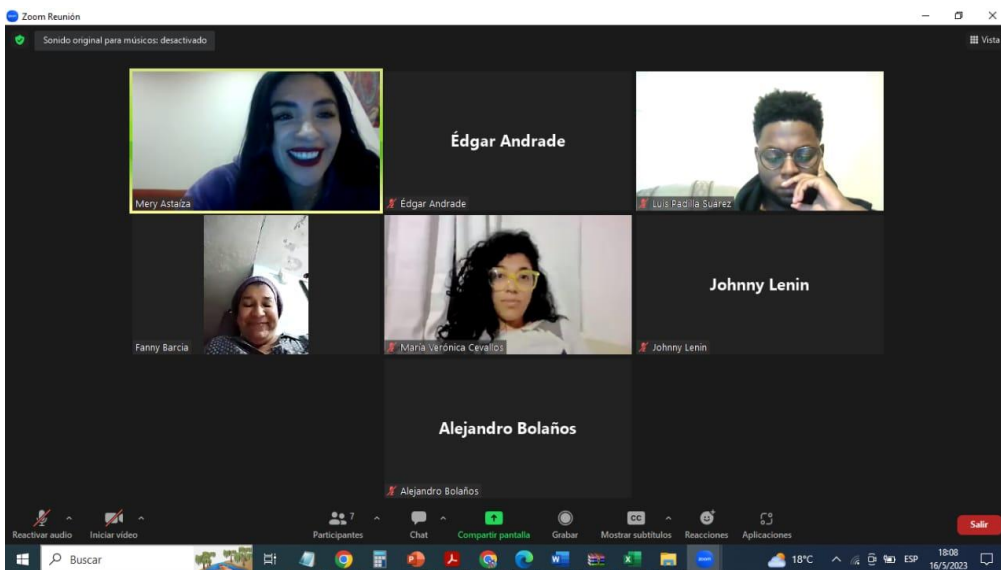 Zoom Reunión
Sonido original para músicos: desactivado
Vista
Mery Astaíza
Édgar Andrade
Édgar Andrade
Luis Padilla Suarez
Fanny Barcia
María Verónica Cevallos
Johnny Lenin
Johnny Lenin
Alejandro Bolaños
Alejandro Bolaños
Reactivar audio
Iniciar video
Participantes
7
Chat
Compartir pantalla
Grabar
CC
Mostrar subtítulos
Reacciones
Aplicaciones
Salir
Buscar
18°C
ESP
18:08
16/5/2023